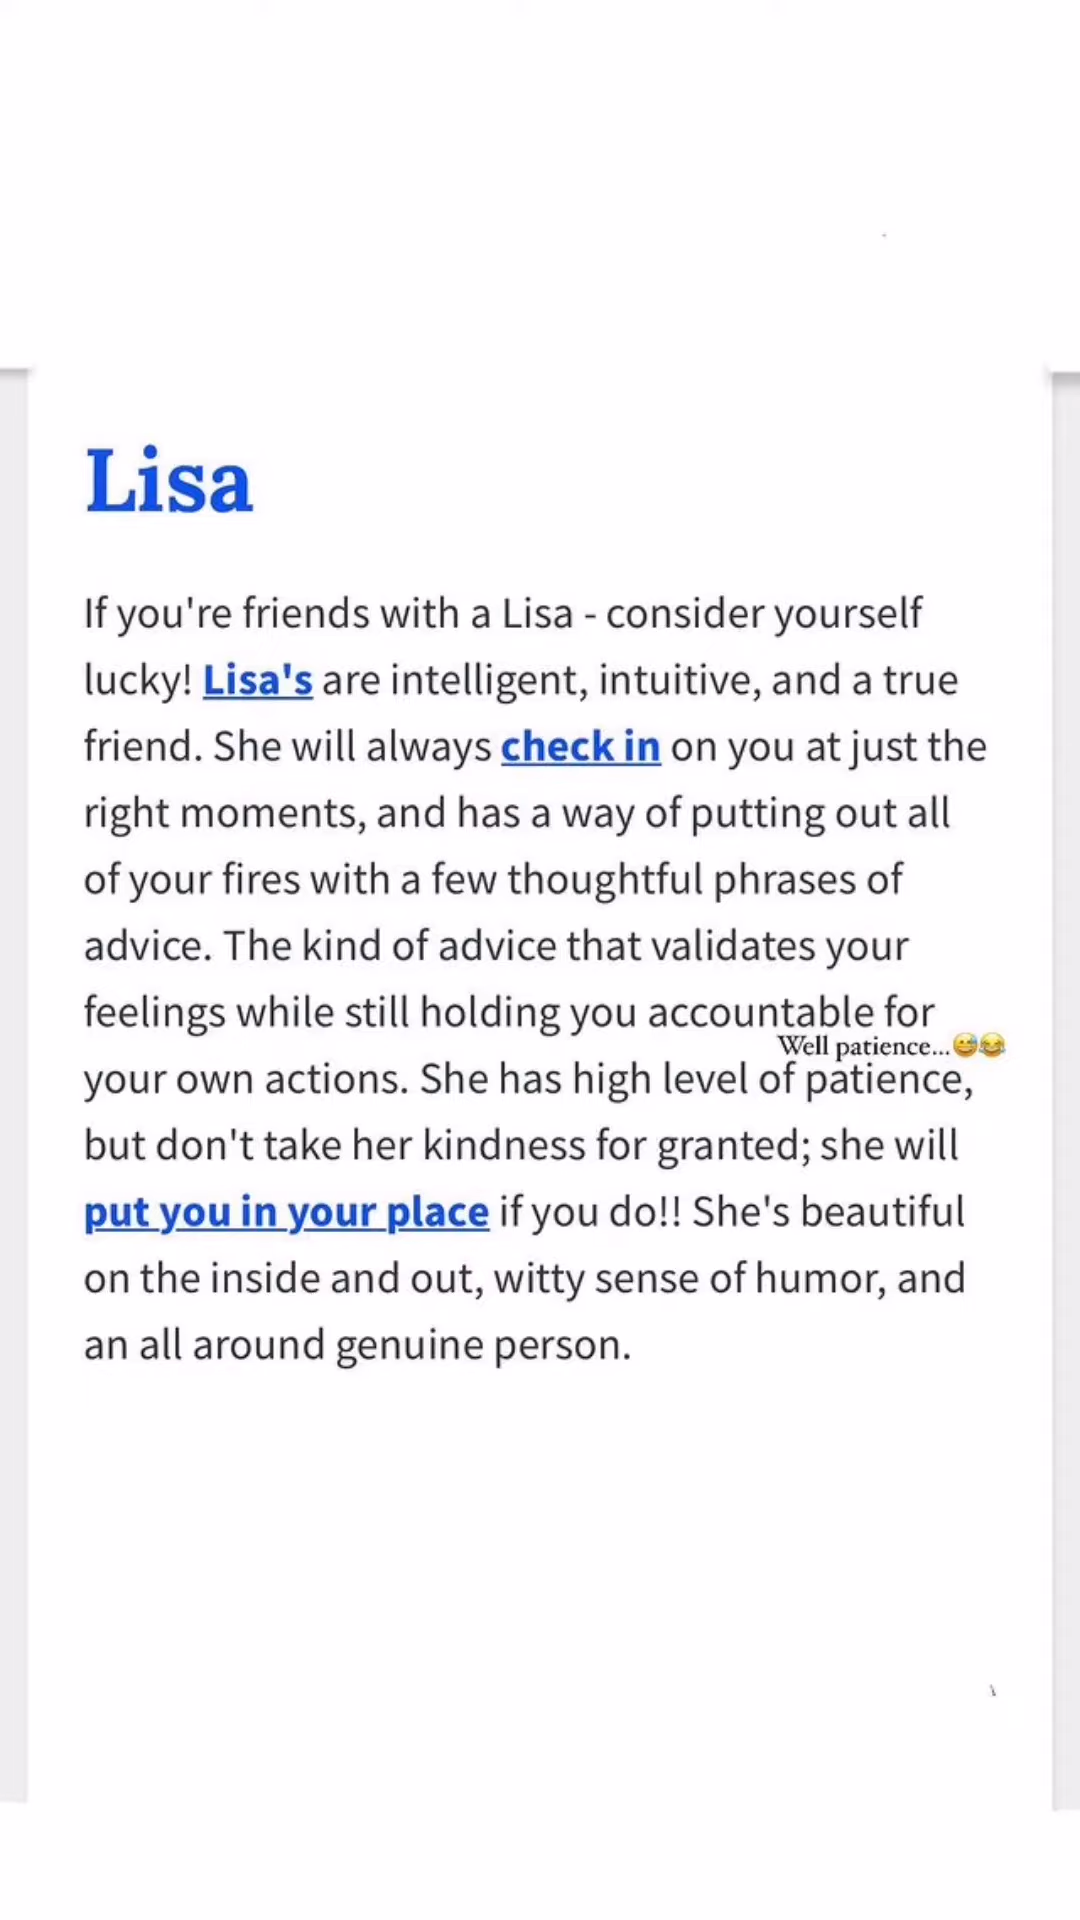 Lisa
If you're friends with a Lisa - consider yourself
lucky! Lisa's are intelligent, intuitive, and a true
friend. She will always check in on you at just the
right moments, and has a way of putting out all
of your fires with a few thoughtful phrases of
advice. The kind of advice that validates your
feelings while still holding you accountable for
Well patience...😅😂
your own actions. She has high level of patience,
but don't take her kindness for granted; she will
put you in your place if you do!! She's beautiful
on the inside and out, witty sense of humor, and
an all around genuine person.